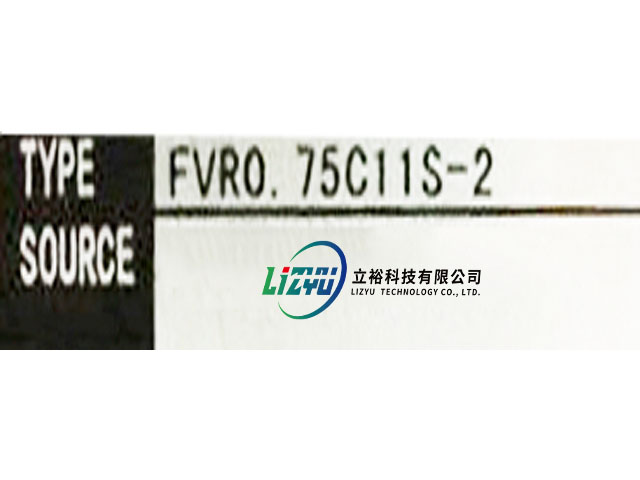 TYPE FVR0.75C11S-2
SOURCE
LiZYU 立裕科技有限公司
LIZYU TECHNOLOGY CO., LTD.